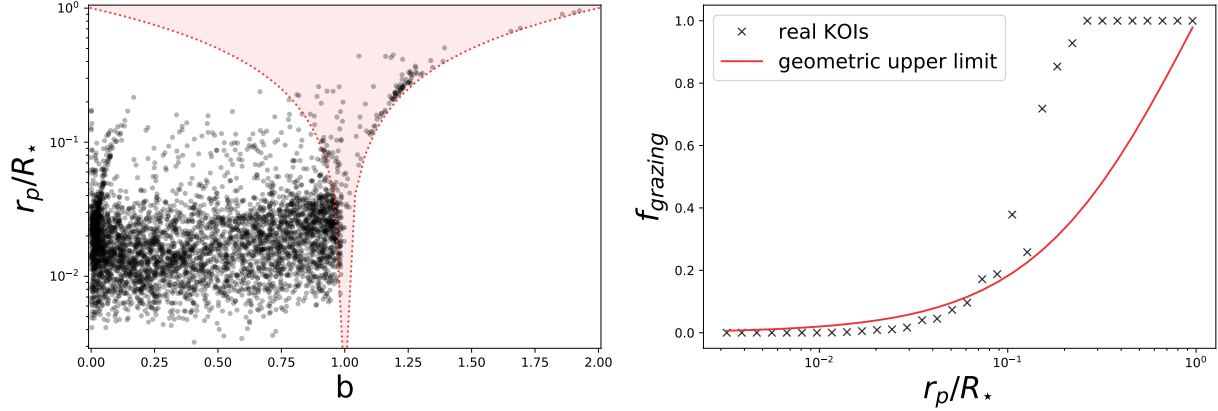 10⁰
10⁻¹
10⁻²
r_p/R⋆
0.00 0.25 0.50 0.75 1.00 1.25 1.50 1.75 2.00
b
1.0
0.8
0.6
0.4
0.2
0.0
f_grazing
real KOIs
geometric upper limit
10⁻² 10⁻¹ 10⁰
r_p/R⋆